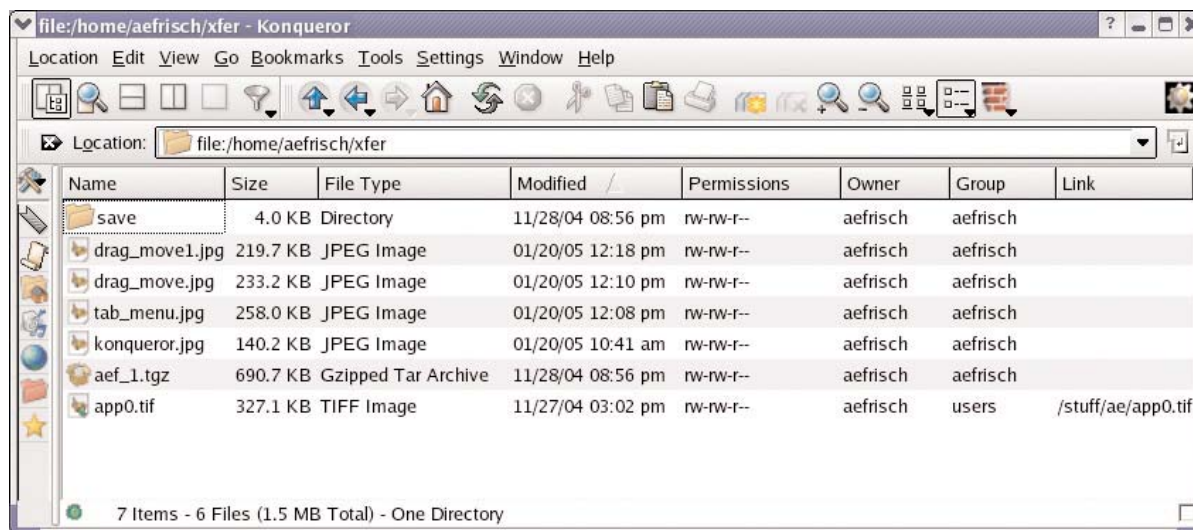 file:/home/aefrisch/xfer - Konqueror ?
Location Edit View Go Bookmarks Tools Settings Window Help
Location: file:/home/aefrisch/xfer
Name Size File Type Modified Permissions Owner Group Link
save 4.0 KB Directory 11/28/04 08:56 pm rw-rw-r-- aefrisch aefrisch
drag_move1.jpg 219.7 KB JPEG Image 01/20/05 12:18 pm rw-rw-r-- aefrisch aefrisch
drag_move.jpg 233.2 KB JPEG Image 01/20/05 12:10 pm rw-rw-r-- aefrisch aefrisch
tab_menu.jpg 258.0 KB JPEG Image 01/20/05 12:08 pm rw-rw-r-- aefrisch aefrisch
konqueror.jpg 140.2 KB JPEG Image 01/20/05 10:41 am rw-rw-r-- aefrisch aefrisch
aef_1.tgz 690.7 KB Gzipped Tar Archive 11/28/04 08:56 pm rw-rw-r-- aefrisch aefrisch
app0.tif 327.1 KB TIFF Image 11/27/04 03:02 pm rw-rw-r-- aefrisch users /stuff/ae/app0.tif
7 Items - 6 Files (1.5 MB Total) - One Directory